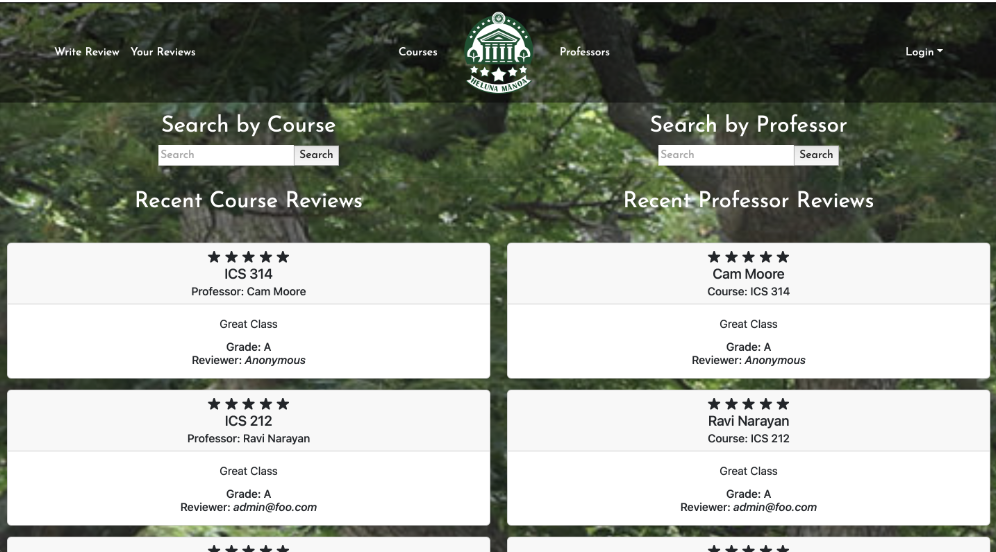 Write Review Your Reviews Courses Professors Login
MELUNA MĀNOA
Search by Course
Search Search
Recent Course Reviews
ICS 314
Professor: Cam Moore
Great Class
Grade: A
Reviewer: Anonymous
ICS 212
Professor: Ravi Narayan
Great Class
Grade: A
Reviewer: admin@foo.com
Search by Professor
Search Search
Recent Professor Reviews
Cam Moore
Course: ICS 314
Great Class
Grade: A
Reviewer: Anonymous
Ravi Narayan
Course: ICS 212
Great Class
Grade: A
Reviewer: admin@foo.com